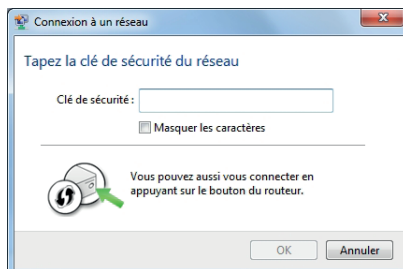 Connexion à un réseau
Tapez la clé de sécurité du réseau
Clé de sécurité :
Masquer les caractères
Vous pouvez aussi vous connecter en
appuyant sur le bouton du routeur.
OK
Annuler